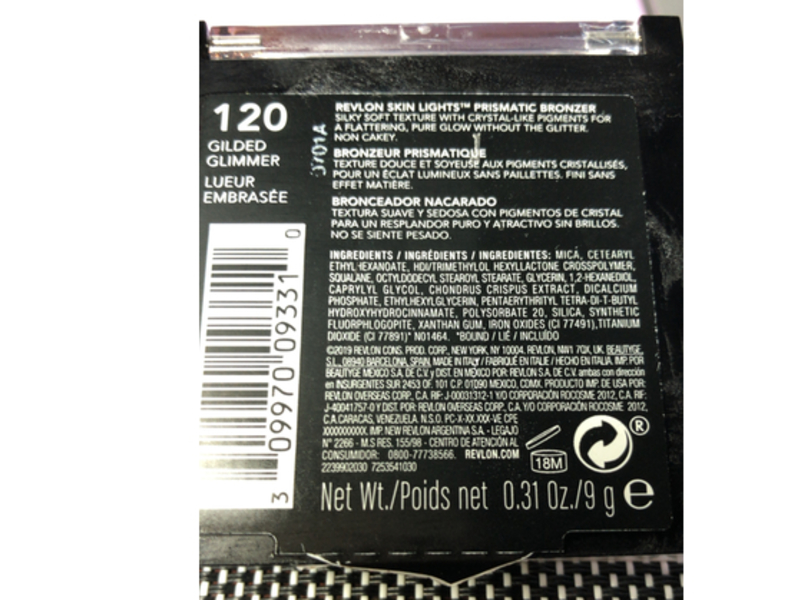 120
GILDED
GLIMMER
LUEUR
EMBRASÉE
0701A
REVLON SKIN LIGHTS™ PRISMATIC BRONZER
SILKY SOFT TEXTURE WITH CRYSTAL-LIKE PIGMENTS FOR
A FLATTERING, PURE GLOW WITHOUT THE GLITTER.
NON CAKEY.
BRONZEUR PRISMATIQUE
TEXTURE DOUCE ET SOYEUSE AUX PIGMENTS CRISTALLISÉS,
POUR UN ÉCLAT LUMINEUX SANS PAILLETTES. FINI SANS
EFFET MATIÈRE.
BRONCEADOR NACARADO
TEXTURA SUAVE Y SEDOSA CON PIGMENTOS DE CRISTAL
PARA UN RESPLANDOR PURO Y ATRACTIVO SIN BRILLOS.
NO SE SIENTE PESADO.
INGREDIENTS / INGRÉDIENTS / INGREDIENTES: MICA, CETEARYL
ETHYLHEXANOATE, HDI/TRIMETHYLOL HEXYLLACTONE CROSSPOLYMER,
SQUALANE, OCTYLDODECYL STEAROYL STEARATE, GLYCERIN, 1,2-HEXANEDIOL,
CAPRYLYL GLYCOL, CHONDRUS CRISPUS EXTRACT, DICALCIUM
PHOSPHATE, ETHYLHEXYLGLYCERIN, PENTAERYTHRITYL TETRA-DI-T-BUTYL
HYDROXYHYDROCINNAMATE, POLYSORBATE 20, SILICA, SYNTHETIC
FLUORPHLOGOPITE, XANTHAN GUM, IRON OXIDES (CI 77491),TITANIUM
DIOXIDE (CI 77891)* N01464. *BOUND / LIÉ / INCLUÍDO
©2019 REVLON CONS. PROD. CORP., NEW YORK, NY 10004. REVLON, NW1 7QX, UK. BEAUTYGE,
S.L., 08940 BARCELONA, SPAIN. MADE IN ITALY / FABRIQUÉ EN ITALIE / HECHO EN ITALIA. IMP. POR
BEAUTYGE MÉXICO S.A. DE C.V. y DIST. EN MÉXICO POR: REVLON S.A. DE C.V. ambas con dirección
en INSURGENTES SUR 2453 OF. 101 C.P. 01090 MEXICO, CDMX. PRODUCTO IMP. DE USA POR:
REVLON OVERSEAS CORP., C.A. RIF: J-00031312-1 Y/O CORPORACIÓN ROCOSME 2012, C.A. RIF:
J-40041757-0 Y DIST. POR: REVLON OVERSEAS CORP., C.A. Y/O CORPORACIÓN ROCOSME 2012,
C.A. CARACAS, VENEZUELA. N.S.O. PC-X-XX.XXX-VE CPE
XXXXXXXXXXX. IMP. NEW REVLON ARGENTINA S.A. - LEGAJO
N° 2266 - M.S RES. 155/98 - CENTRO DE ATENCIÓN AL
CONSUMIDOR: 0800-77738566. REVLON.COM
2239902030 7253541030
18M
®
Net Wt./Poids net 0.31 Oz./9 g ℮
3 09970 09331 0